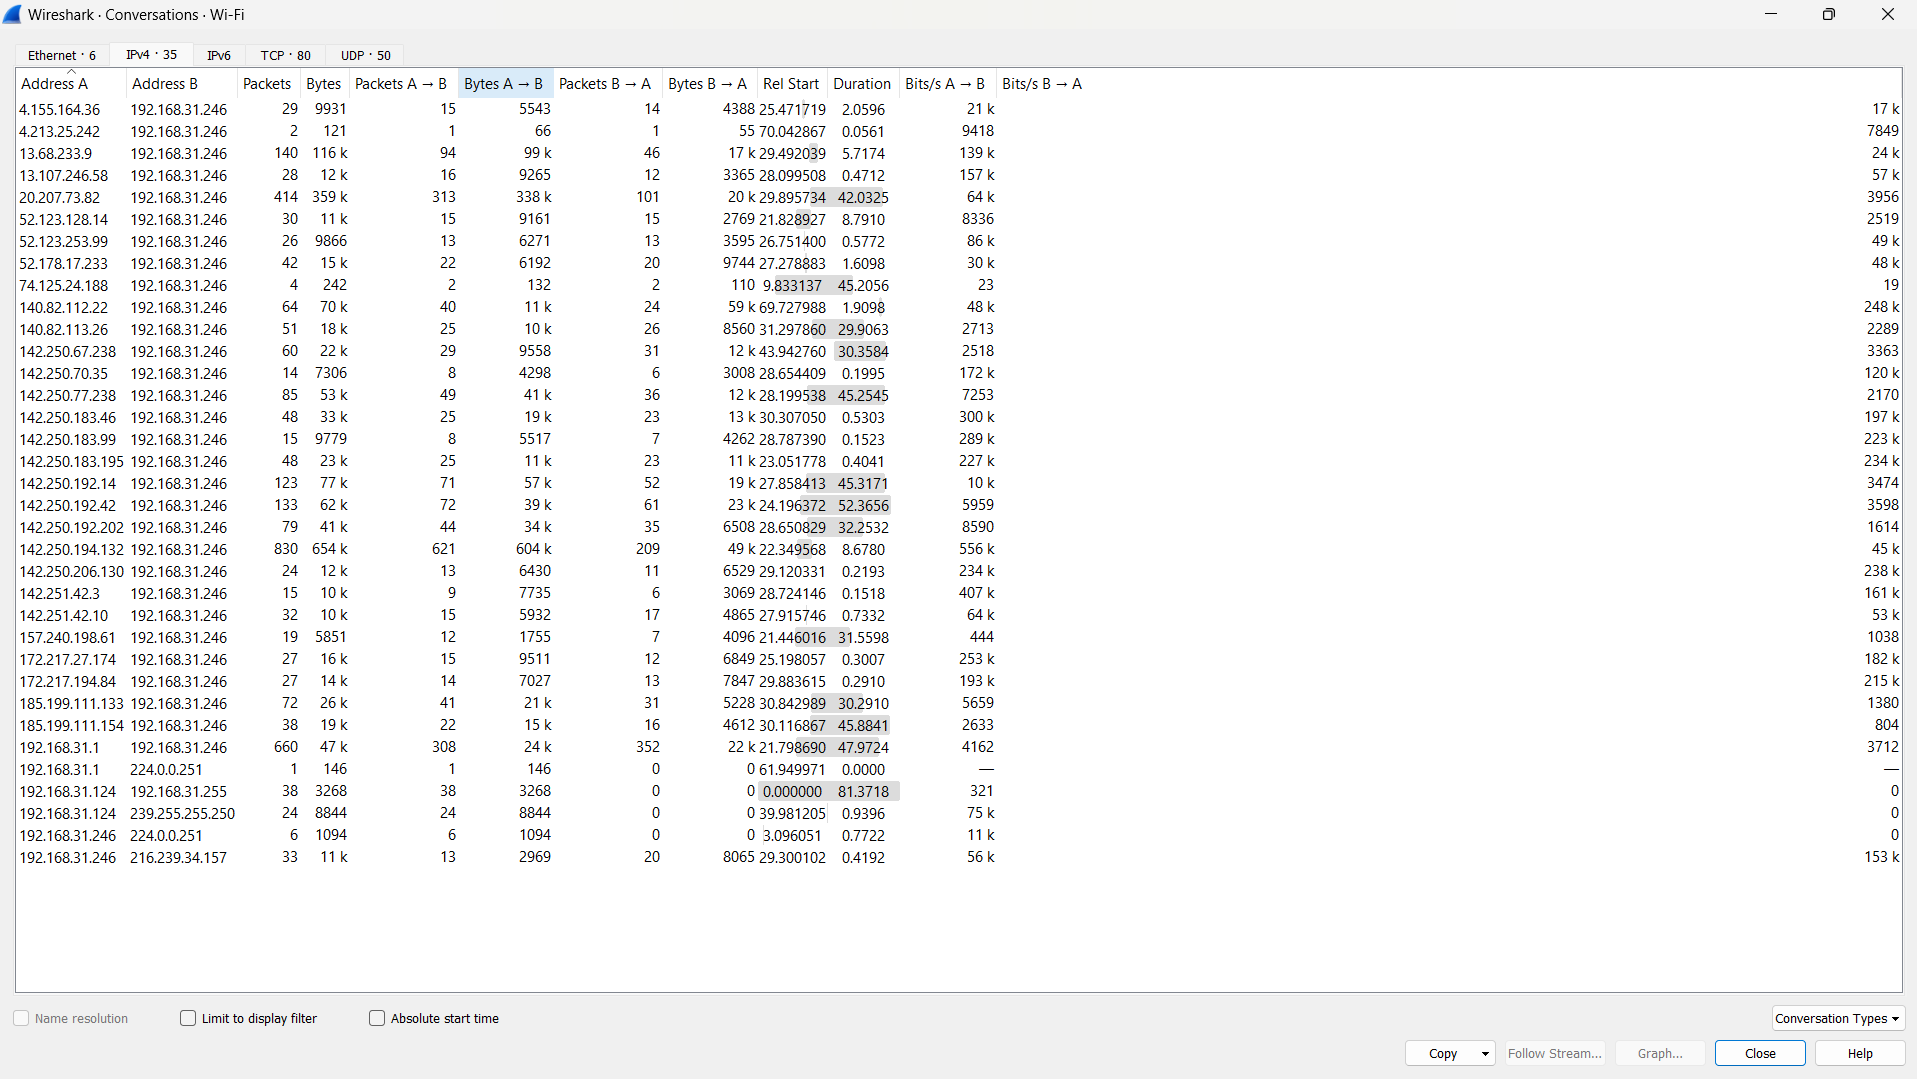 Wireshark · Conversations · Wi-Fi
Ethernet · 6 IPv4 · 35 IPv6 TCP · 80 UDP · 50
Address A Address B Packets Bytes Packets A → B Bytes A → B Packets B → A Bytes B → A Rel Start Duration Bits/s A → B Bits/s B → A
4.155.164.36 192.168.31.246 29 9931 15 5543 14 4388 25.471719 2.0596 21 k 17 k
4.213.25.242 192.168.31.246 2 121 1 66 1 55 70.042867 0.0561 9418 7849
13.68.233.9 192.168.31.246 140 116 k 94 99 k 46 17 k 29.492039 5.7174 139 k 24 k
13.107.246.58 192.168.31.246 28 12 k 16 9265 12 3365 28.099508 0.4712 157 k 57 k
20.207.73.82 192.168.31.246 414 359 k 313 338 k 101 20 k 29.895734 42.0325 64 k 3956
52.123.128.14 192.168.31.246 30 11 k 15 9161 15 2769 21.828927 8.7910 8336 2519
52.123.253.99 192.168.31.246 26 9866 13 6271 13 3595 26.751400 0.5772 86 k 49 k
52.178.17.233 192.168.31.246 42 15 k 22 6192 20 9744 27.278883 1.6098 30 k 48 k
74.125.24.188 192.168.31.246 4 242 2 132 2 110 9.833137 45.2056 23 19
140.82.112.22 192.168.31.246 64 70 k 40 11 k 24 59 k 69.727988 1.9098 48 k 248 k
140.82.113.26 192.168.31.246 51 18 k 25 10 k 26 8560 31.297860 29.9063 2713 2289
142.250.67.238 192.168.31.246 60 22 k 29 9558 31 12 k 43.942760 30.3584 2518 3363
142.250.70.35 192.168.31.246 14 7306 8 4298 6 3008 28.654409 0.1995 172 k 120 k
142.250.77.238 192.168.31.246 85 53 k 49 41 k 36 12 k 28.199538 45.2545 7253 2170
142.250.183.46 192.168.31.246 48 33 k 25 19 k 23 13 k 30.307050 0.5303 300 k 197 k
142.250.183.99 192.168.31.246 15 9779 8 5517 7 4262 28.787390 0.1523 289 k 223 k
142.250.183.195 192.168.31.246 48 23 k 25 11 k 23 11 k 23.051778 0.4041 227 k 234 k
142.250.192.14 192.168.31.246 123 77 k 71 57 k 52 19 k 27.858413 45.3171 10 k 3474
142.250.192.42 192.168.31.246 133 62 k 72 39 k 61 23 k 24.196372 52.3656 5959 3598
142.250.192.202 192.168.31.246 79 41 k 44 34 k 35 6508 28.650829 32.2532 8590 1614
142.250.194.132 192.168.31.246 830 654 k 621 604 k 209 49 k 22.349568 8.6780 556 k 45 k
142.250.206.130 192.168.31.246 24 12 k 13 6430 11 6529 29.120331 0.2193 234 k 238 k
142.251.42.3 192.168.31.246 15 10 k 9 7735 6 3069 28.724146 0.1518 407 k 161 k
142.251.42.10 192.168.31.246 32 10 k 15 5932 17 4865 27.915746 0.7332 64 k 53 k
157.240.198.61 192.168.31.246 19 5851 12 1755 7 4096 21.446016 31.5598 444 1038
172.217.27.174 192.168.31.246 27 16 k 15 9511 12 6849 25.198057 0.3007 253 k 182 k
172.217.194.84 192.168.31.246 27 14 k 14 7027 13 7847 29.883615 0.2910 193 k 215 k
185.199.111.133 192.168.31.246 72 26 k 41 21 k 31 5228 30.842989 30.2910 5659 1380
185.199.111.154 192.168.31.246 38 19 k 22 15 k 16 4612 30.116867 45.8841 2633 804
192.168.31.1 192.168.31.246 660 47 k 308 24 k 352 22 k 21.798690 47.9724 4162 3712
192.168.31.1 224.0.0.251 1 146 1 146 0 0 61.949971 0.0000 — —
192.168.31.124 192.168.31.255 38 3268 38 3268 0 0 0.000000 81.3718 321 0
192.168.31.124 239.255.255.250 24 8844 24 8844 0 0 39.981205 0.9396 75 k 0
192.168.31.246 224.0.0.251 6 1094 6 1094 0 0 3.096051 0.7722 11 k 0
192.168.31.246 216.239.34.157 33 11 k 13 2969 20 8065 29.300102 0.4192 56 k 153 k
Name resolution Limit to display filter Absolute start time Conversation Types
Copy Follow Stream... Graph... Close Help